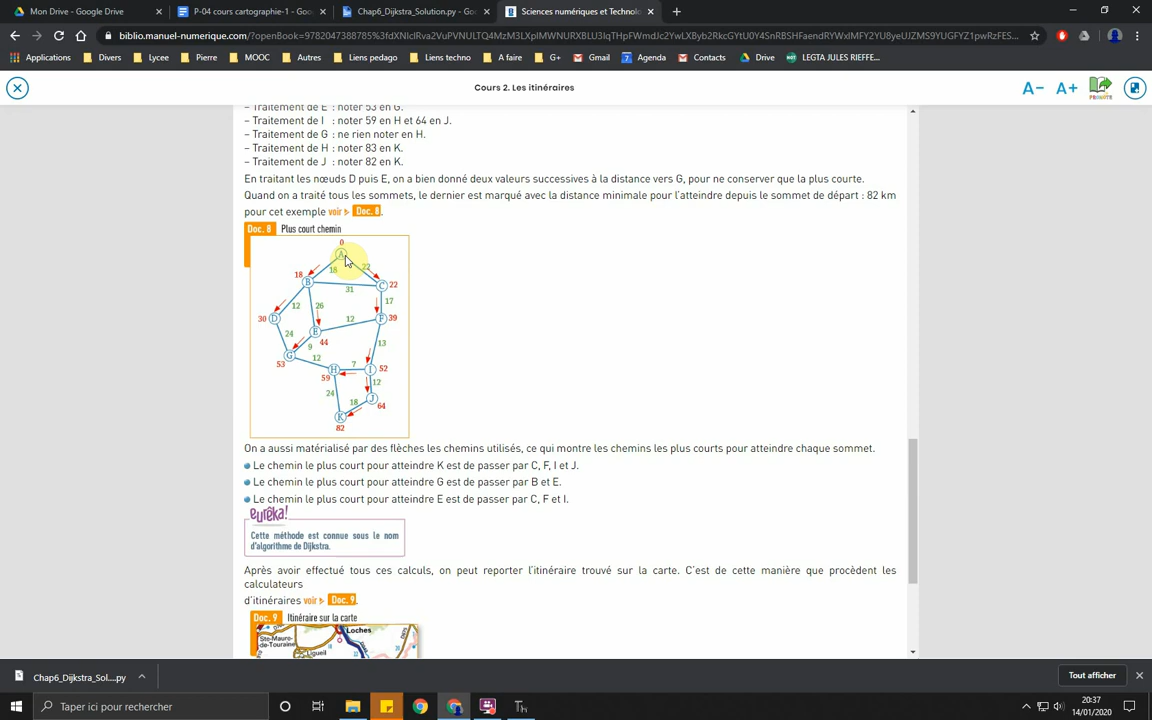 Mon Drive - Google Drive
P-04 cours cartographie-1 - Goo
Chap6_Dijkstra_Solution.py - Goo
Sciences numériques et Technolo
biblio.manuel-numerique.com/?openBook=9782047388785%3fdXNlclRva2VuPVNULTQ4MzM3LXpIMWNURXBLU3IqTHpFWmdJc2YwLXByb2RkcGYtU0Y4SnRBSHFaendRYWxIMFY2YU8yeUJZMS9YUGYZ1pwRzFES...
Applications
Divers
Lycee
Pierre
MOOC
Autres
Liens pedago
Liens techno
A faire
G+
Gmail
Agenda
Contacts
Drive
LEGTA JULES RIEFFE...
Cours 2. Les itinéraires
A−
A+
– Traitement de E : noter 53 en G.
– Traitement de I : noter 59 en H et 64 en J.
– Traitement de G : ne rien noter en H.
– Traitement de H : noter 83 en K.
– Traitement de J : noter 82 en K.
En traitant les nœuds D puis E, on a bien donné deux valeurs successives à la distance vers G, pour ne conserver que la plus courte.
Quand on a traité tous les sommets, le dernier est marqué avec la distance minimale pour l'atteindre depuis le sommet de départ : 82 km
pour cet exemple voir Doc. 8.
Doc. 8 Plus court chemin
0
A
18
18
22
B
31
C
22
12
26
17
30
D
12
F
39
24
E
44
9
13
G
53
12
H
7
I
52
59
12
24
18
J
64
K
82
On a aussi matérialisé par des flèches les chemins utilisés, ce qui montre les chemins les plus courts pour atteindre chaque sommet.
Le chemin le plus court pour atteindre K est de passer par C, F, I et J.
Le chemin le plus court pour atteindre G est de passer par B et E.
Le chemin le plus court pour atteindre E est de passer par C, F et I.
eurêka!
Cette méthode est connue sous le nom
d'algorithme de Dijkstra.
Après avoir effectué tous ces calculs, on peut reporter l'itinéraire trouvé sur la carte. C'est de cette manière que procèdent les
calculateurs
d'itinéraires voir Doc. 9.
Doc. 9 Itinéraire sur la carte
Loches
Ste-Maure-
de-Touraine
Ligueil
Chap6_Dijkstra_Sol....py
Tout afficher
Taper ici pour rechercher
20:37
14/01/2020